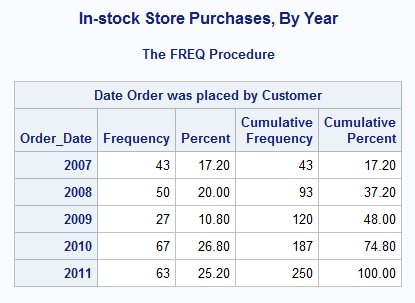 In-stock Store Purchases, By Year
The FREQ Procedure
Date Order was placed by Customer
Order_Date Frequency Percent Cumulative Frequency Cumulative Percent
2007 43 17.20 43 17.20
2008 50 20.00 93 37.20
2009 27 10.80 120 48.00
2010 67 26.80 187 74.80
2011 63 25.20 250 100.00